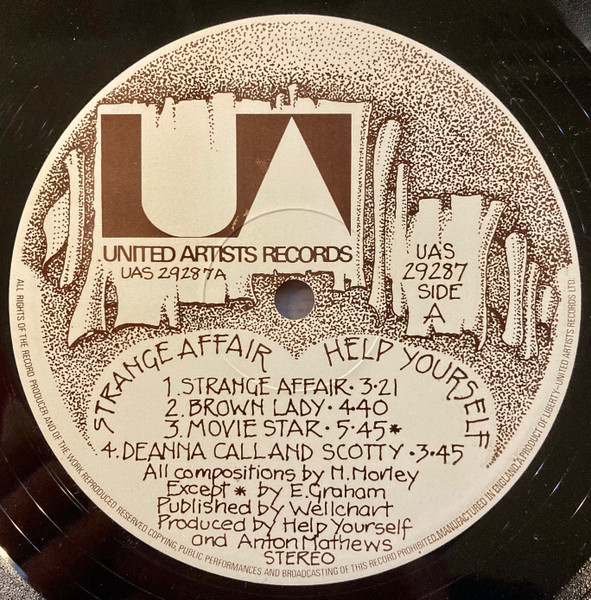 UA
UNITED ARTISTS RECORDS
UAS 29287A
UAS
29287
SIDE
A
STRANGE AFFAIR HELP YOURSELF
1. STRANGE AFFAIR • 3·21
2. BROWN LADY • 4·40
3. MOVIE STAR • 5·45 *
4. DEANNA CALL AND SCOTTY • 3·45
All compositions by M. Morley
Except * by E. Graham
Published by Wellchart
Produced by Help Yourself
and Anton Mathews
STEREO
ALL RIGHTS OF THE RECORD PRODUCER AND OF THE WORK REPRODUCED RESERVED. COPYING, PUBLIC PERFORMANCES AND BROADCASTING OF THIS RECORD PROHIBITED. MANUFACTURED IN ENGLAND. A PRODUCT OF LIBERTY-UNITED ARTISTS RECORDS LTD.